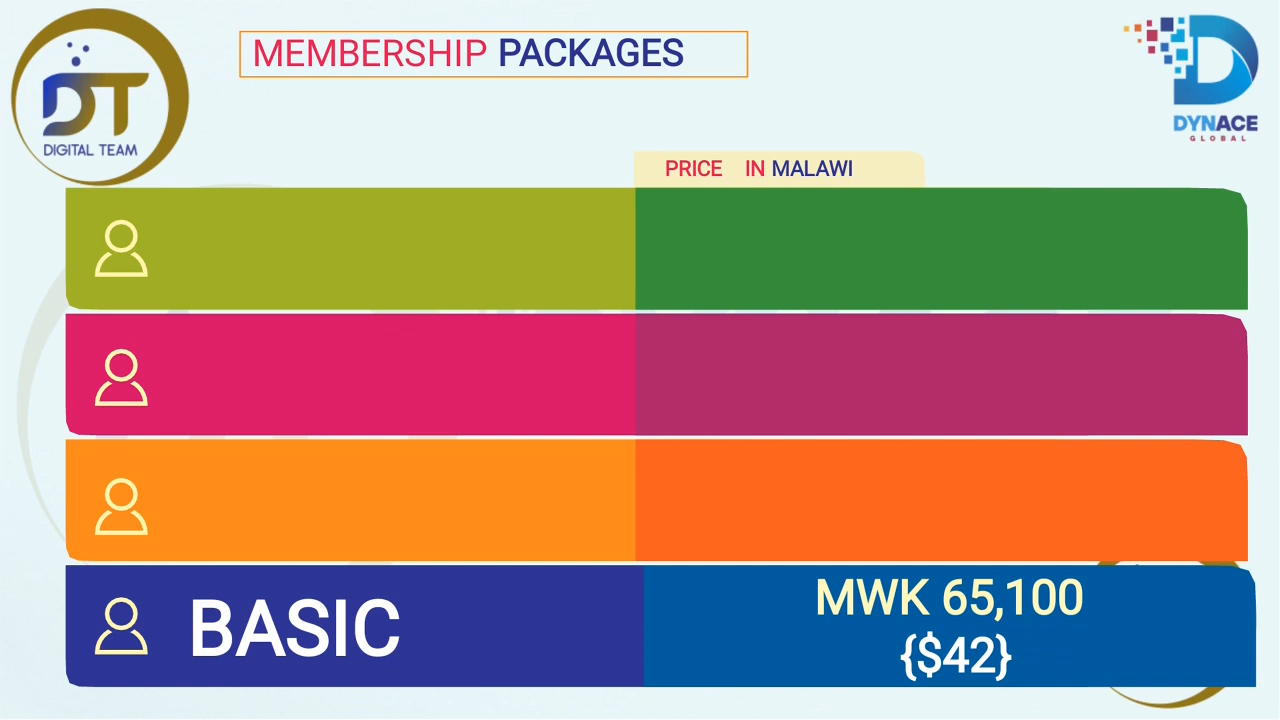 MEMBERSHIP PACKAGES
DT
DIGITAL TEAM
D
DYNACE
GLOBAL
PRICE IN MALAWI
BASIC
MWK 65,100
{$42}